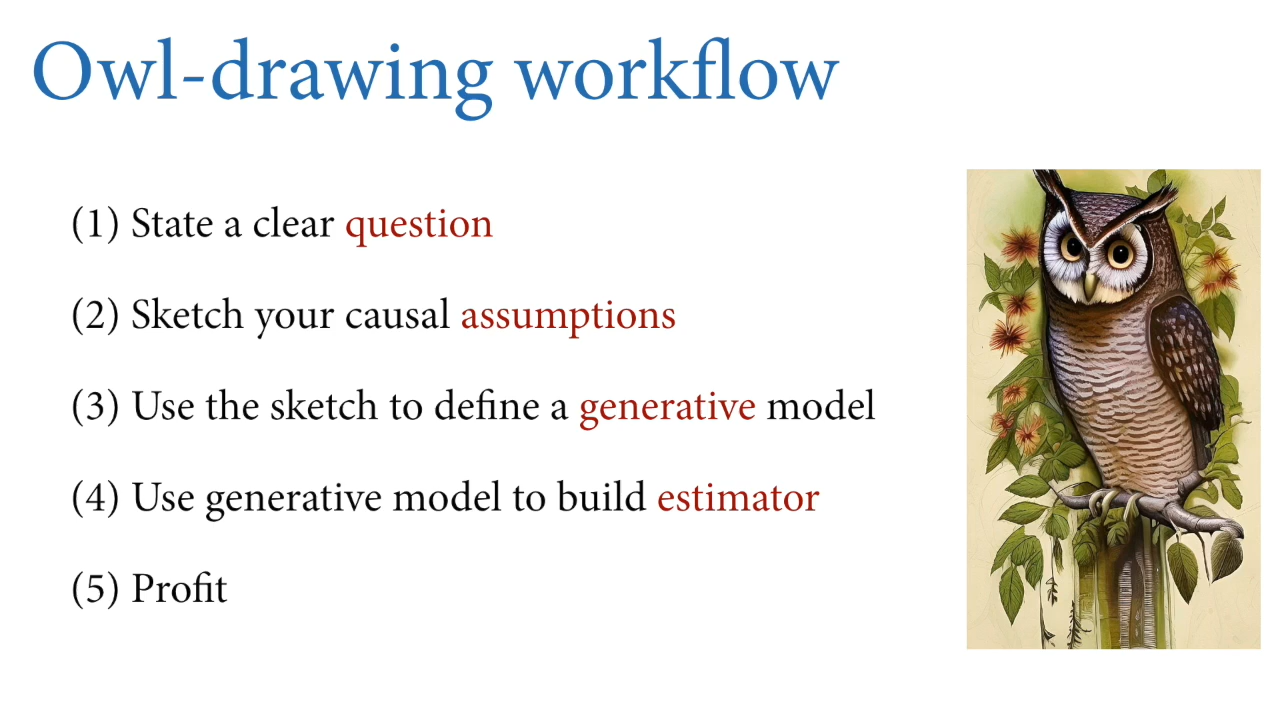 Owl-drawing workflow
(1) State a clear question
(2) Sketch your causal assumptions
(3) Use the sketch to define a generative model
(4) Use generative model to build estimator
(5) Profit